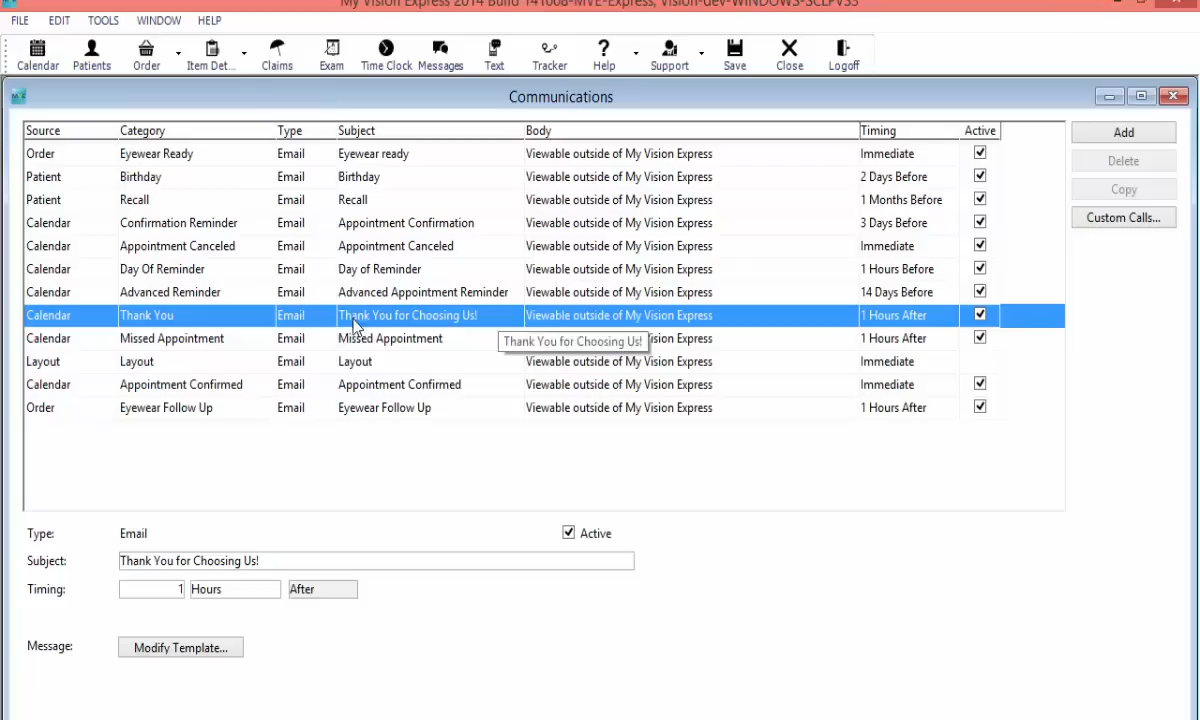 My Vision Express 2014 Build 141008-MVE-Express, Vision-dev-WINDOWS-SCLPVS3
FILE EDIT TOOLS WINDOW HELP
Calendar Patients Order Item Det... Claims Exam Time Clock Messages Text Tracker Help Support Save Close Logoff
Communications
Source Category Type Subject Body Timing Active
Order Eyewear Ready Email Eyewear ready Viewable outside of My Vision Express Immediate
Patient Birthday Email Birthday Viewable outside of My Vision Express 2 Days Before
Patient Recall Email Recall Viewable outside of My Vision Express 1 Months Before
Calendar Confirmation Reminder Email Appointment Confirmation Viewable outside of My Vision Express 3 Days Before
Calendar Appointment Canceled Email Appointment Canceled Viewable outside of My Vision Express Immediate
Calendar Day Of Reminder Email Day of Reminder Viewable outside of My Vision Express 1 Hours Before
Calendar Advanced Reminder Email Advanced Appointment Reminder Viewable outside of My Vision Express 14 Days Before
Calendar Thank You Email Thank You for Choosing Us! Viewable outside of My Vision Express 1 Hours After
Calendar Missed Appointment Email Missed Appointment Thank You for Choosing Us! side of My Vision Express 1 Hours After
Layout Layout Email Layout Viewable outside of My Vision Express Immediate
Calendar Appointment Confirmed Email Appointment Confirmed Viewable outside of My Vision Express Immediate
Order Eyewear Follow Up Email Eyewear Follow Up Viewable outside of My Vision Express 1 Hours After
Add
Delete
Copy
Custom Calls...
Type: Email Active
Subject: Thank You for Choosing Us!
Timing: 1 Hours After
Message: Modify Template...